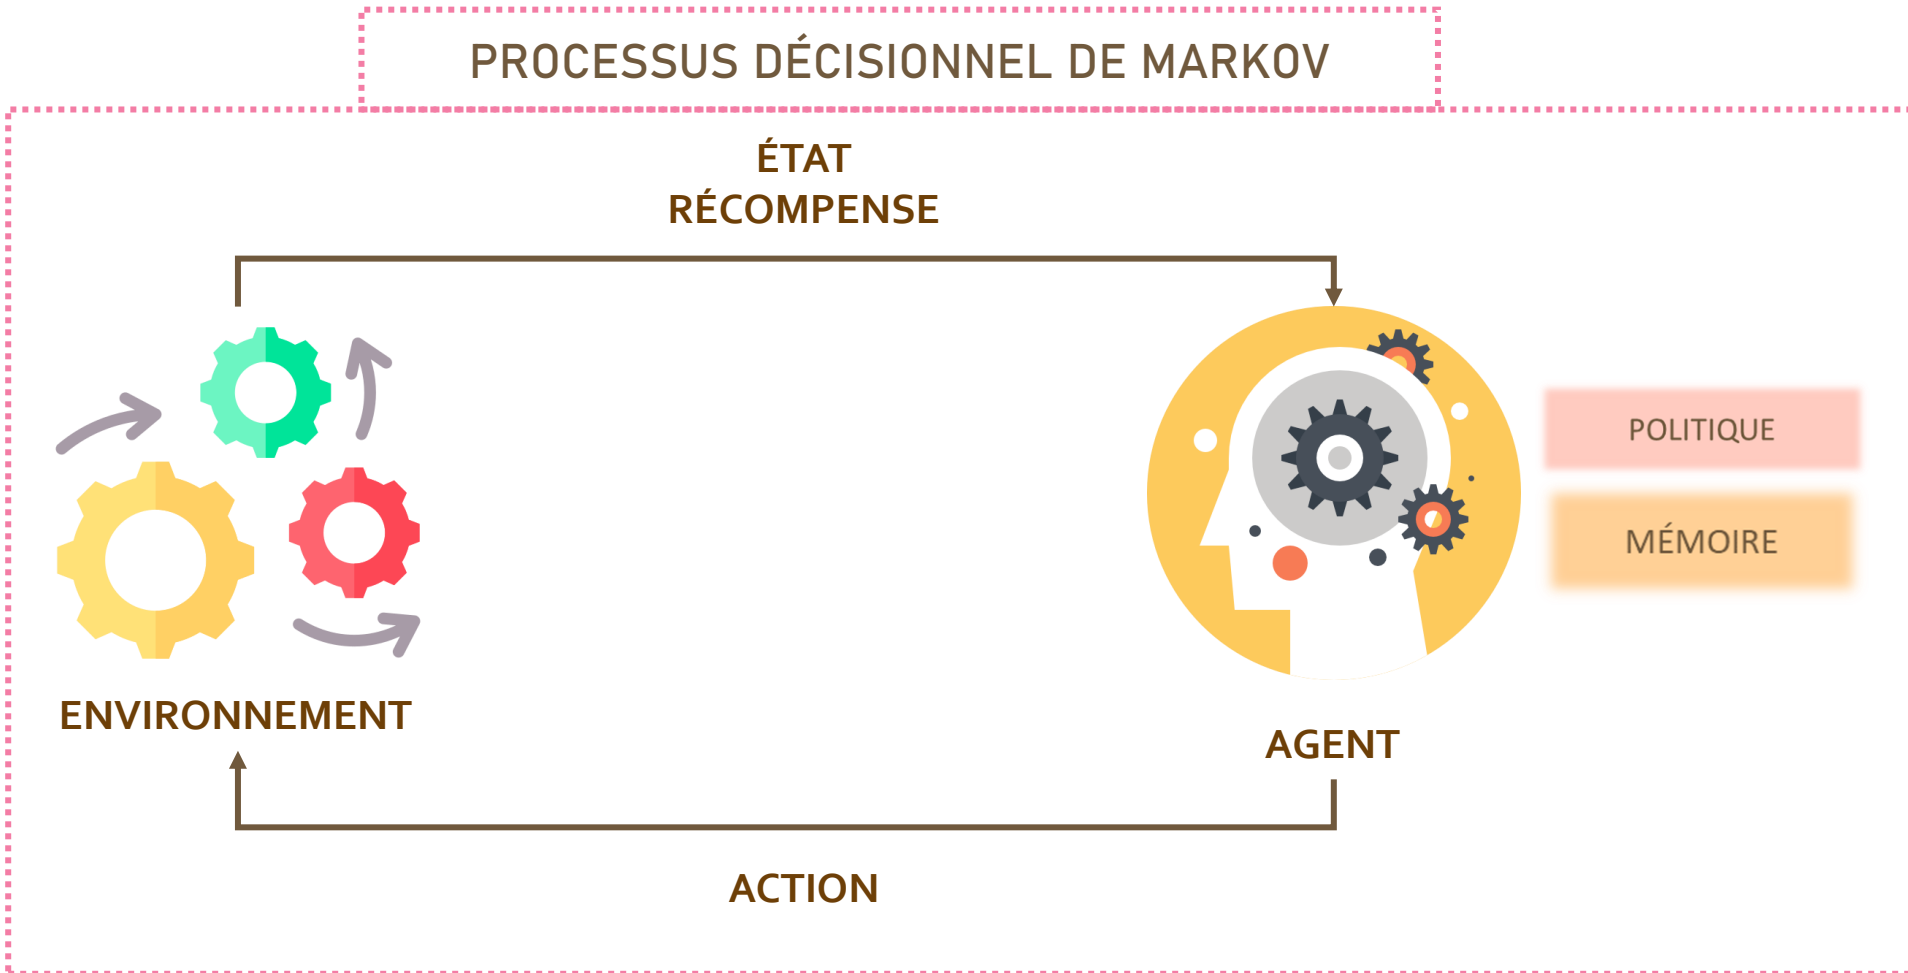 PROCESSUS DÉCISIONNEL DE MARKOV
ÉTAT
RÉCOMPENSE
POLITIQUE
MÉMOIRE
ENVIRONNEMENT
AGENT
ACTION